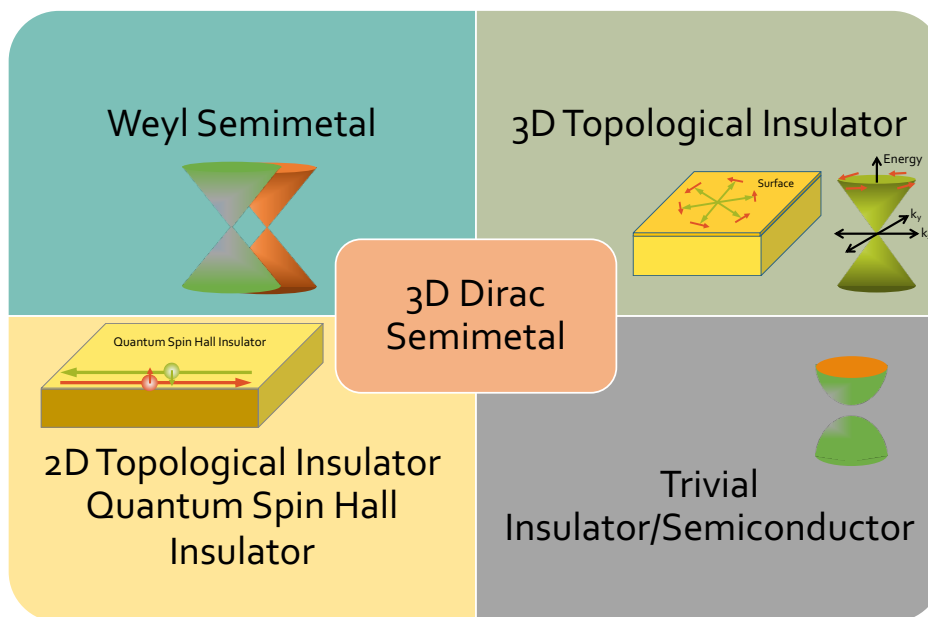 Weyl Semimetal
3D Topological Insulator
Surface
Energy
k_y
k
3D Dirac
Semimetal
Quantum Spin Hall Insulator
2D Topological Insulator
Quantum Spin Hall
Insulator
Trivial
Insulator/Semiconductor